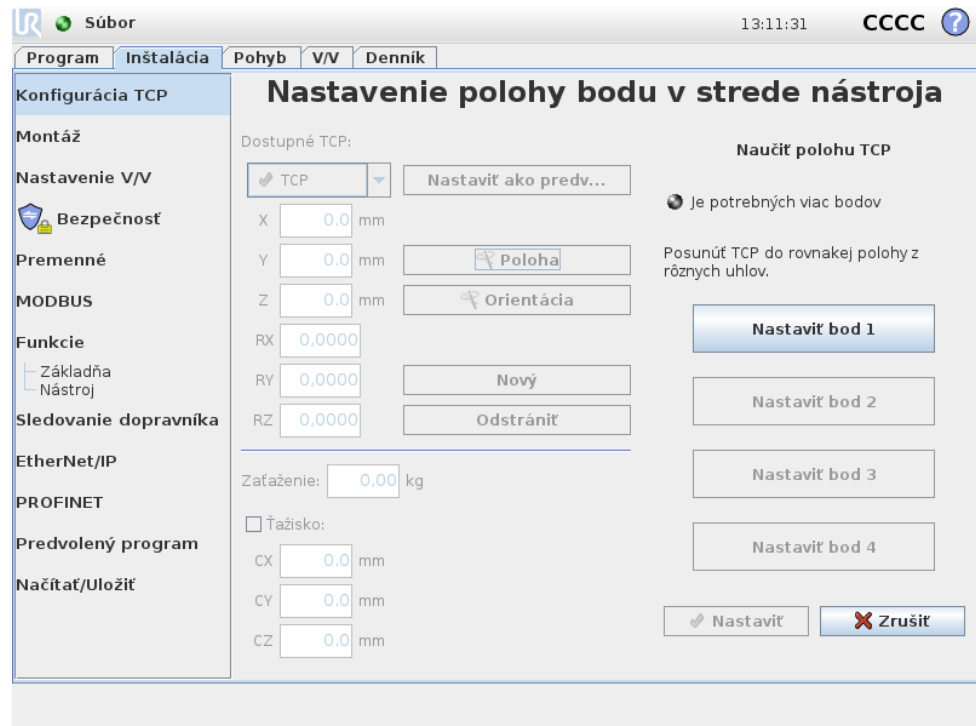 UR Súbor 13:11:31 CCCC ?
Program Inštalácia Pohyb V/V Denník
Konfigurácia TCP
Montáž
Nastavenie V/V
Bezpečnosť
Premenné
MODBUS
Funkcie
Základňa
Nástroj
Sledovanie dopravníka
EtherNet/IP
PROFINET
Predvolený program
Načítať/Uložiť
Nastavenie polohy bodu v strede nástroja
Dostupné TCP:
TCP Nastaviť ako predv...
X 0.0 mm
Y 0.0 mm Poloha
Z 0.0 mm Orientácia
RX 0,0000
RY 0,0000 Nový
RZ 0,0000 Odstrániť
Zaťaženie: 0,00 kg
Ťažisko:
CX 0.0 mm
CY 0.0 mm
CZ 0.0 mm
Naučiť polohu TCP
Je potrebných viac bodov
Posunúť TCP do rovnakej polohy z
rôznych uhlov.
Nastaviť bod 1
Nastaviť bod 2
Nastaviť bod 3
Nastaviť bod 4
Nastaviť Zrušiť